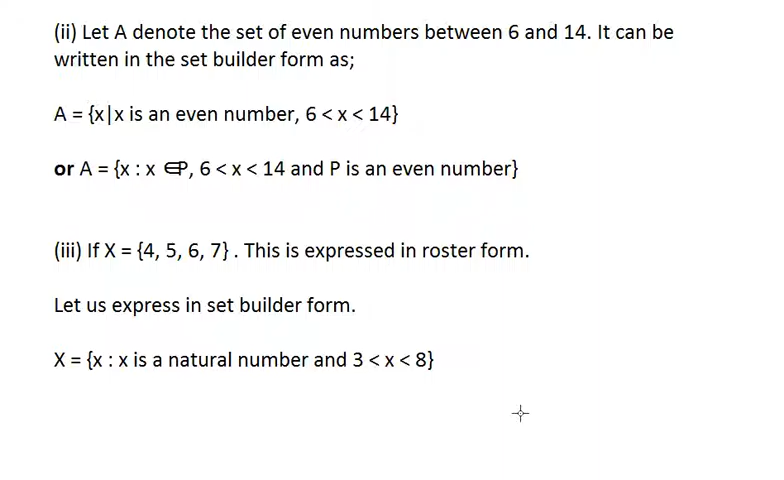 (ii) Let A denote the set of even numbers between 6 and 14. It can be
written in the set builder form as;
A = {x|x is an even number, 6 < x < 14}
or A = {x : x ∈P, 6 < x < 14 and P is an even number}
(iii) If X = {4, 5, 6, 7} . This is expressed in roster form.
Let us express in set builder form.
X = {x : x is a natural number and 3 < x < 8}